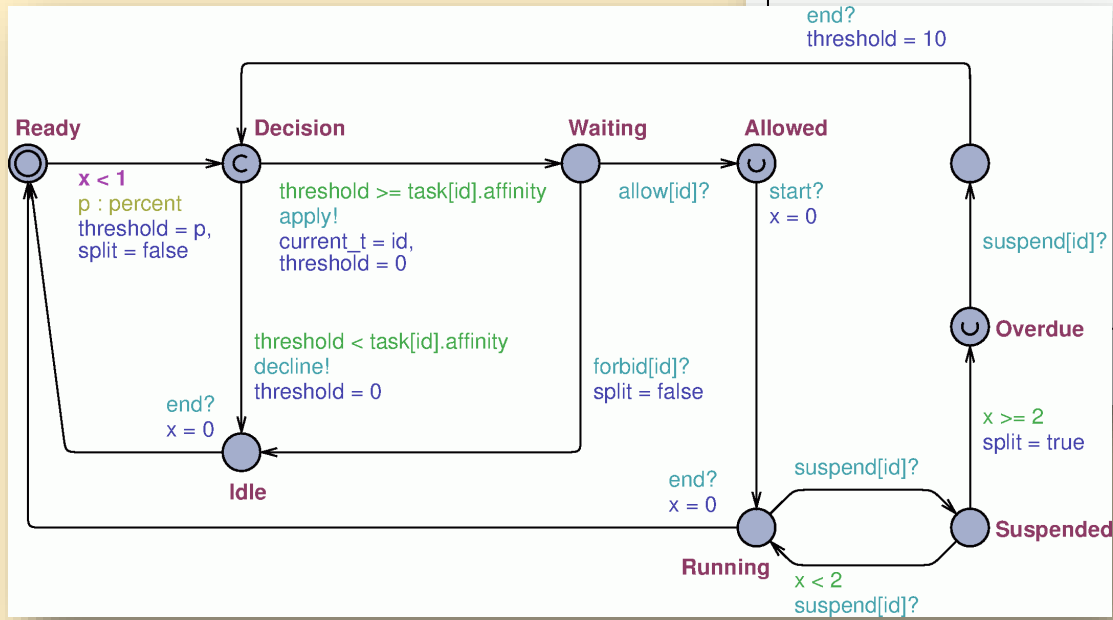 end?
threshold = 10
Ready
Decision
Waiting
Allowed
C
x < 1
p : percent
threshold = p,
split = false
threshold >= task[id].affinity
apply!
current_t = id,
threshold = 0
allow[id]?
start?
x = 0
suspend[id]?
Overdue
threshold < task[id].affinity
decline!
threshold = 0
forbid[id]?
split = false
end?
x = 0
x >= 2
split = true
Idle
end?
x = 0
suspend[id]?
Suspended
Running
x < 2
suspend[id]?